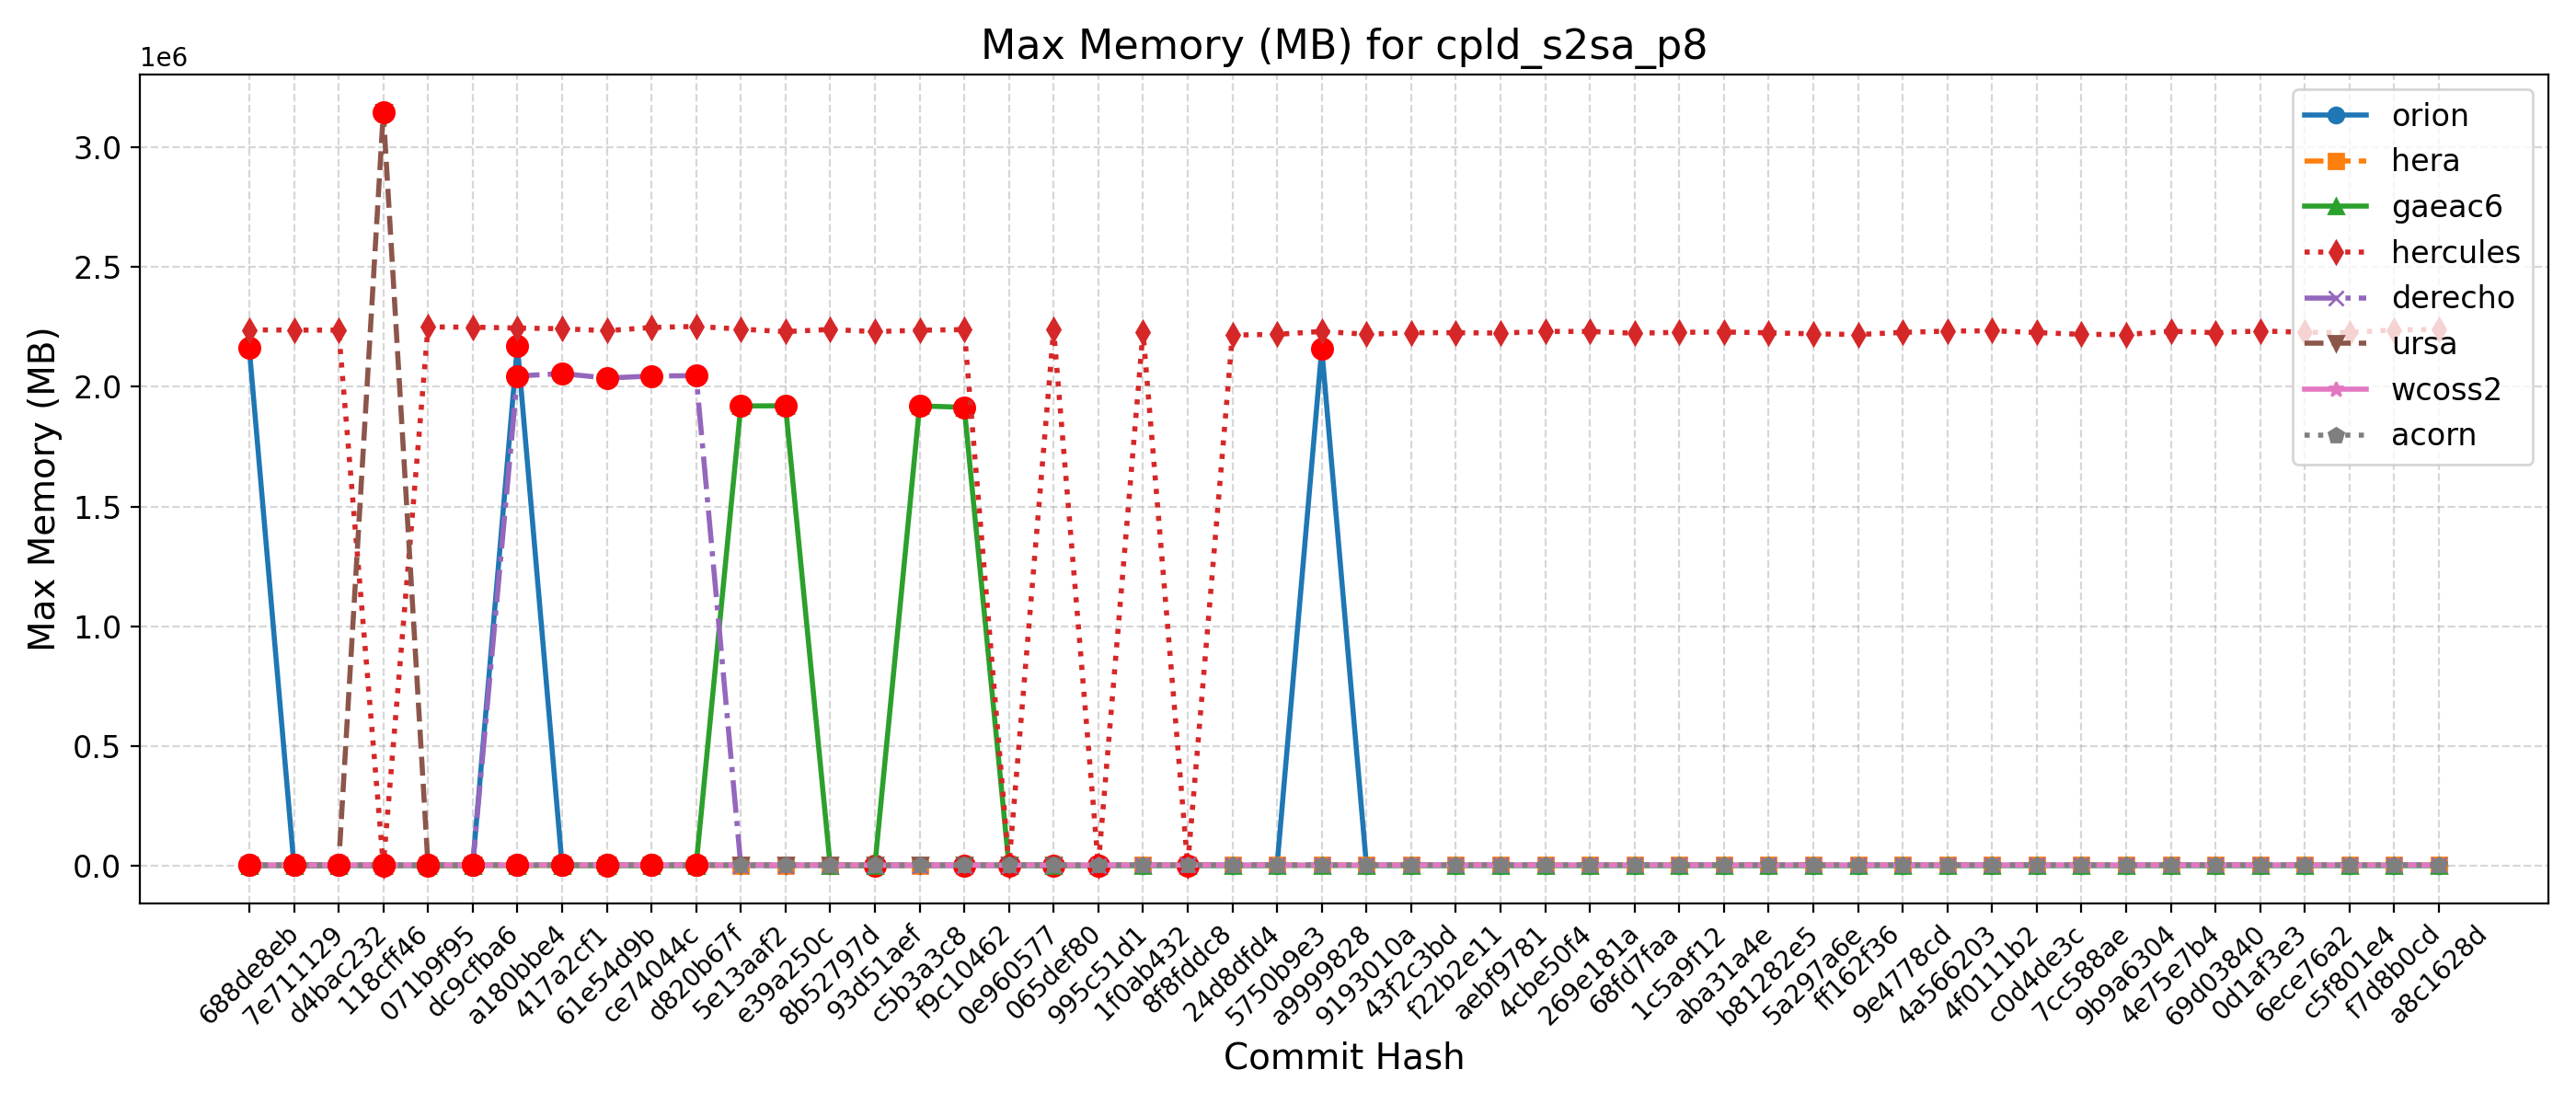 Max Memory (MB) for cpld_s2sa_p8
1e6
3.0
2.5
2.0
1.5
1.0
0.5
0.0
Max Memory (MB)
orion
hera
gaeac6
hercules
derecho
ursa
wcoss2
acorn
688de8eb
7e711129
d4bac232
118cff46
071b9f95
dc9cfba6
a180bbe4
417a2cf1
61e54d9b
ce74044c
d820b67f
5e13aaf2
e39a250c
8b52797d
93d51aef
c5b3a3c8
f9c10462
0e960577
065def80
995c51d1
1f0ab432
8f8fddc8
24d8dfd4
5750b9e3
a9999828
9193010a
43f2c3bd
f22b2e11
aebf9781
4cbe50f4
269e181a
68fd7faa
1c5a9f12
aba31a4e
b81282e5
5a297a6e
ff162f36
9e4778cd
4a566203
4f0111b2
c0d4de3c
7cc588ae
9b9a6304
4e75e7b4
69d03840
0d1af3e3
6ece76a2
c5f801e4
f7d8b0cd
a8c1628d
Commit Hash